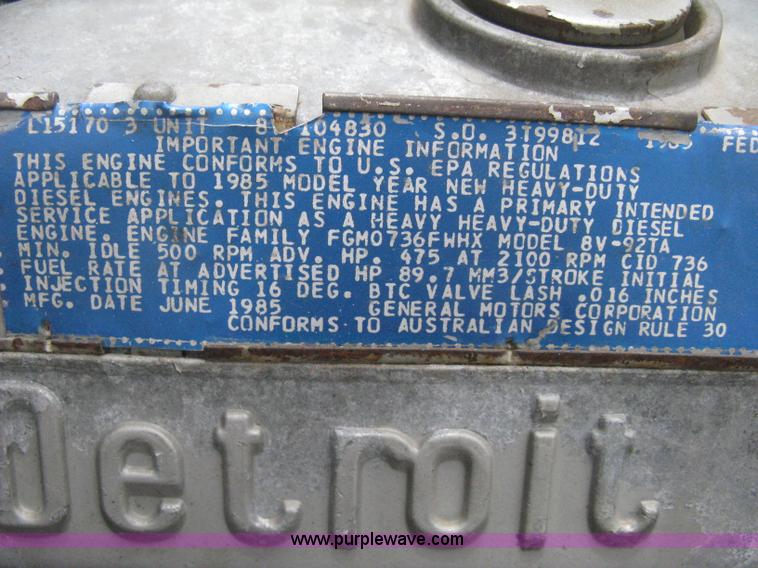 L15170 3 UNIT 104830 S.O. 3T99812 1985 FED
IMPORTANT ENGINE INFORMATION
THIS ENGINE CONFORMS TO U.S. EPA REGULATIONS
APPLICABLE TO 1985 MODEL YEAR NEW HEAVY-DUTY
DIESEL ENGINES. THIS ENGINE HAS A PRIMARY INTENDED
SERVICE APPLICATION AS A HEAVY HEAVY-DUTY DIESEL
ENGINE. ENGINE FAMILY FGM0736FWHX MODEL 8V-92TA
MIN. IDLE 500 RPM ADV. HP. 475 AT 2100 RPM CID 736
FUEL RATE AT ADVERTISED HP 89.7 MM3/STROKE INITIAL
INJECTION TIMING 16 DEG. BTC VALVE LASH .016 INCHES
MFG. DATE JUNE 1985 GENERAL MOTORS CORPORATION
CONFORMS TO AUSTRALIAN DESIGN RULE 30
Detroit
www.purplewave.com